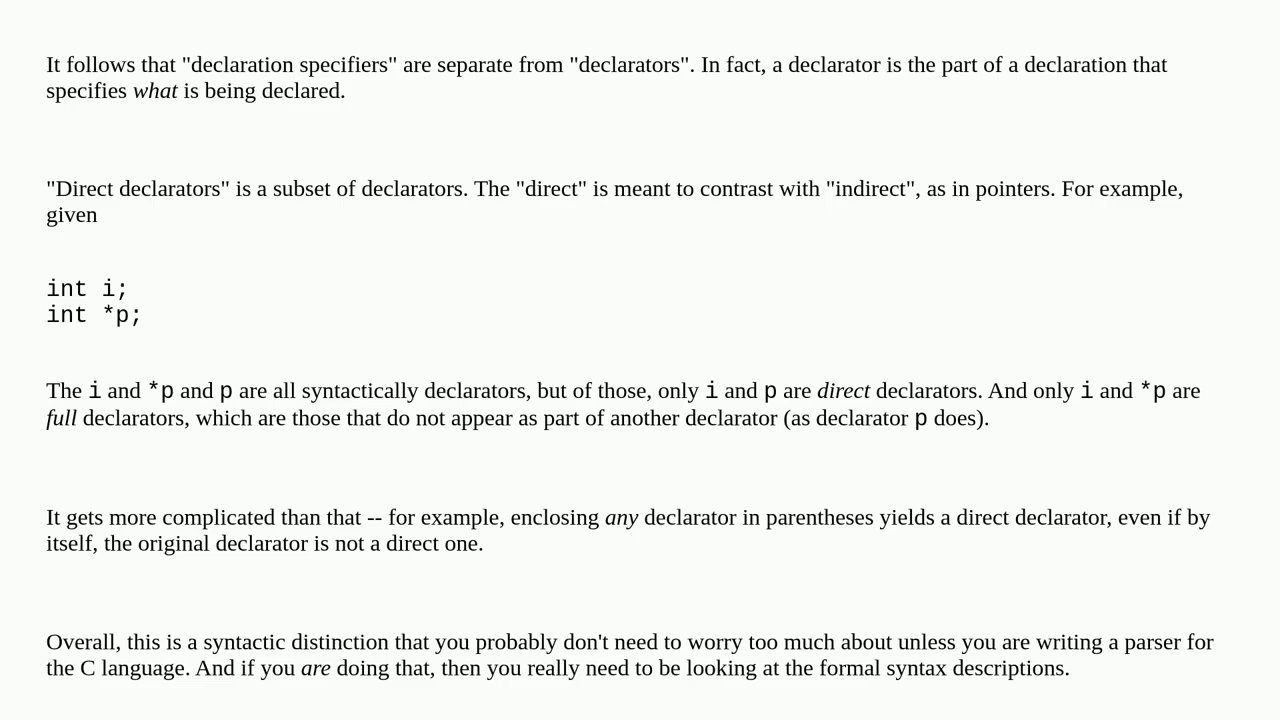 It follows that "declaration specifiers" are separate from "declarators". In fact, a declarator is the part of a declaration that
specifies what is being declared.
"Direct declarators" is a subset of declarators. The "direct" is meant to contrast with "indirect", as in pointers. For example,
given
int i;
int *p;
The i and *p and p are all syntactically declarators, but of those, only i and p are direct declarators. And only i and *p are
full declarators, which are those that do not appear as part of another declarator (as declarator p does).
It gets more complicated than that -- for example, enclosing any declarator in parentheses yields a direct declarator, even if by
itself, the original declarator is not a direct one.
Overall, this is a syntactic distinction that you probably don't need to worry too much about unless you are writing a parser for
the C language. And if you are doing that, then you really need to be looking at the formal syntax descriptions.